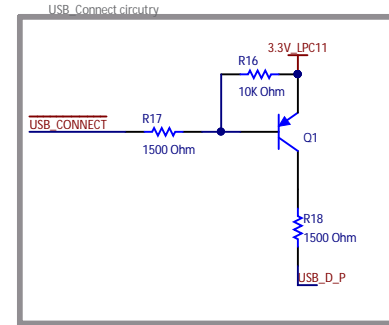 USB_Connect circutry
3.3V_LPC11
R16
10K Ohm
R17
USB_CONNECT
1500 Ohm
Q1
R18
1500 Ohm
USB_D_P